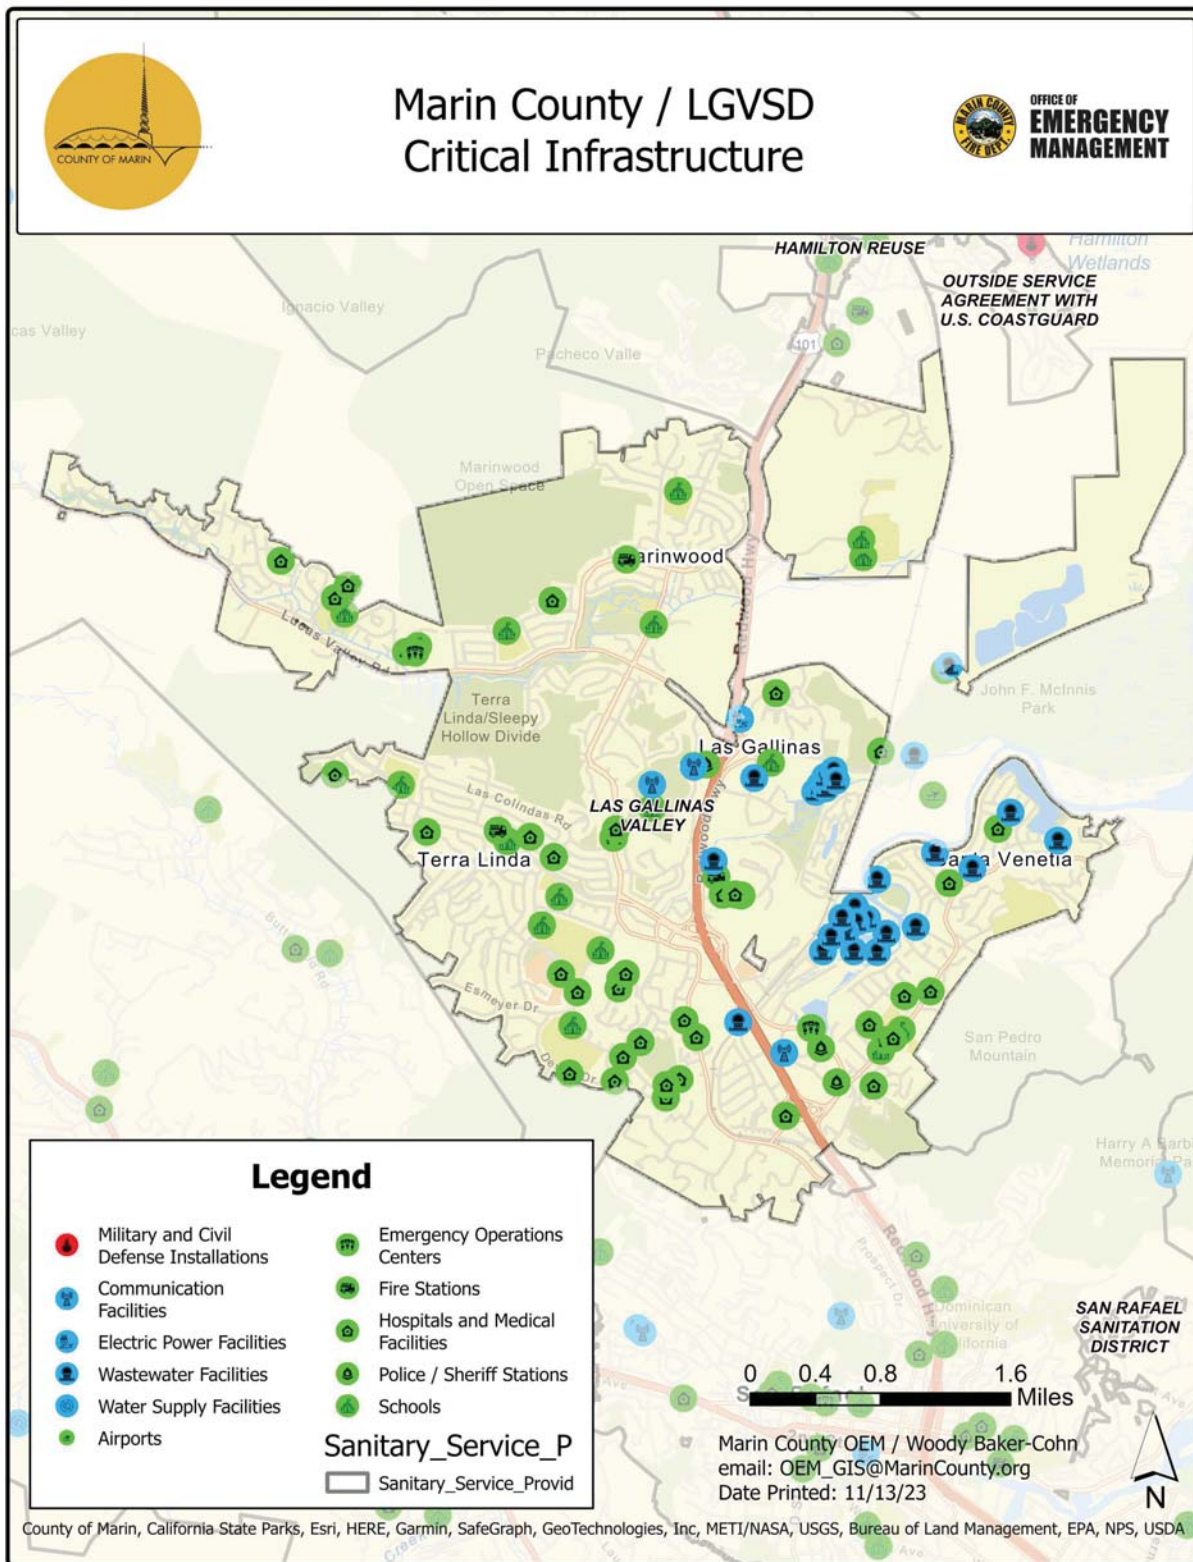 COUNTY OF MARIN
Marin County / LGVSD
Critical Infrastructure
MARIN COUNTY
FIRE DEPT.
OFFICE OF
EMERGENCY
MANAGEMENT
HAMILTON REUSE
Hamilton
Wetlands
OUTSIDE SERVICE
AGREEMENT WITH
U.S. COASTGUARD
Ignacio Valley
cas Valley
101
Pacheco Valle
Marinwood
Open Space
arinwood
Redwood Hwy
Lucas Valley Rd
Terra
Linda/Sleepy
Hollow Divide
John F. McInnis
Park
Las Gallinas
Las Colindas Rd
LAS GALLINAS
VALLEY
Terra Linda
anta Venetia
Esmeyer Dr
San Pedro
Mountain
Harry A Barbi
Memorial Pa
Redwood Hwy
Prospect Dr
Dominican
University of
California
SAN RAFAEL
SANITATION
DISTRICT
Legend
Military and Civil
Defense Installations
Communication
Facilities
Electric Power Facilities
Wastewater Facilities
Water Supply Facilities
Airports
Emergency Operations
Centers
Fire Stations
Hospitals and Medical
Facilities
Police / Sheriff Stations
Schools
Sanitary_Service_P
Sanitary_Service_Provid
0 0.4 0.8 1.6
Miles
Marin County OEM / Woody Baker-Cohn
email: OEM_GIS@MarinCounty.org
Date Printed: 11/13/23
N
County of Marin, California State Parks, Esri, HERE, Garmin, SafeGraph, GeoTechnologies, Inc, METI/NASA, USGS, Bureau of Land Management, EPA, NPS, USDA